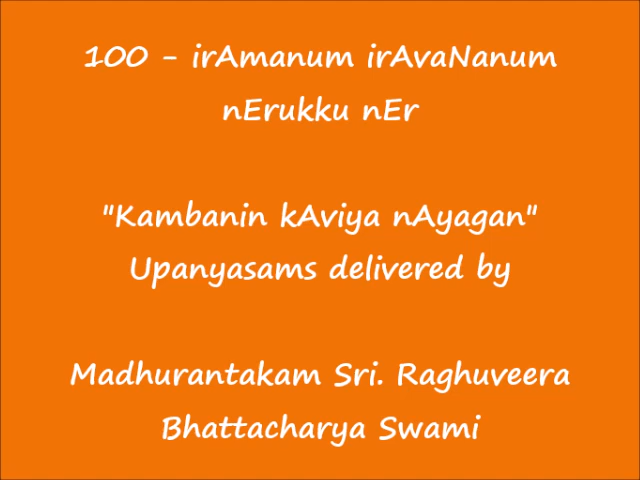 100 - irAmanum irAvaNanum
nErukku nEr
"Kambanin kAviya nAyagan"
Upanyasams delivered by
Madhurantakam Sri. Raghuveera
Bhattacharya Swami